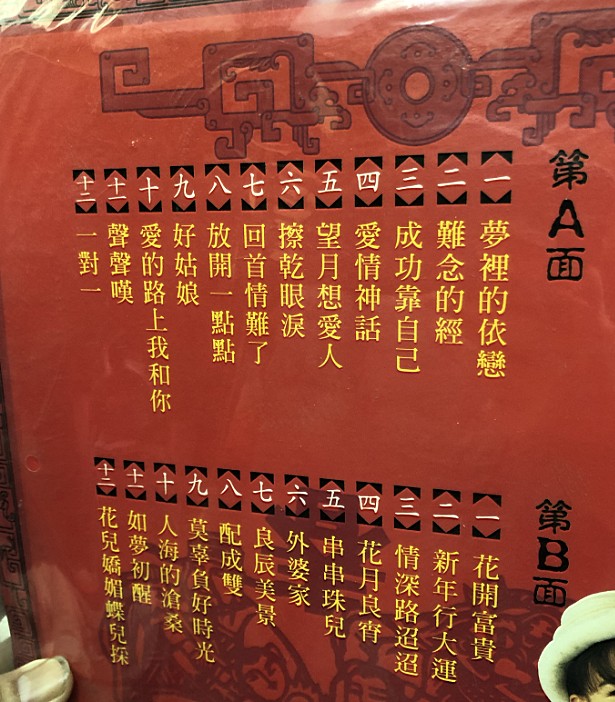 第A面
一 夢裡的依戀
二 難念的經
三 成功靠自己
四 愛情神話
五 望月想愛人
六 擦乾眼淚
七 回首情難了
八 放開一點點
九 好姑娘
十 愛的路上我和你
十一 聲聲嘆
十二 一對一
第B面
一 花開富貴
二 新年行大運
三 情深路迢迢
四 花月良宵
五 串串珠兒
六 外婆家
七 良辰美景
八 配成雙
九 莫辜負好時光
十 人海的滄桑
十一 如夢初醒
十二 花兒嬌媚蝶兒採